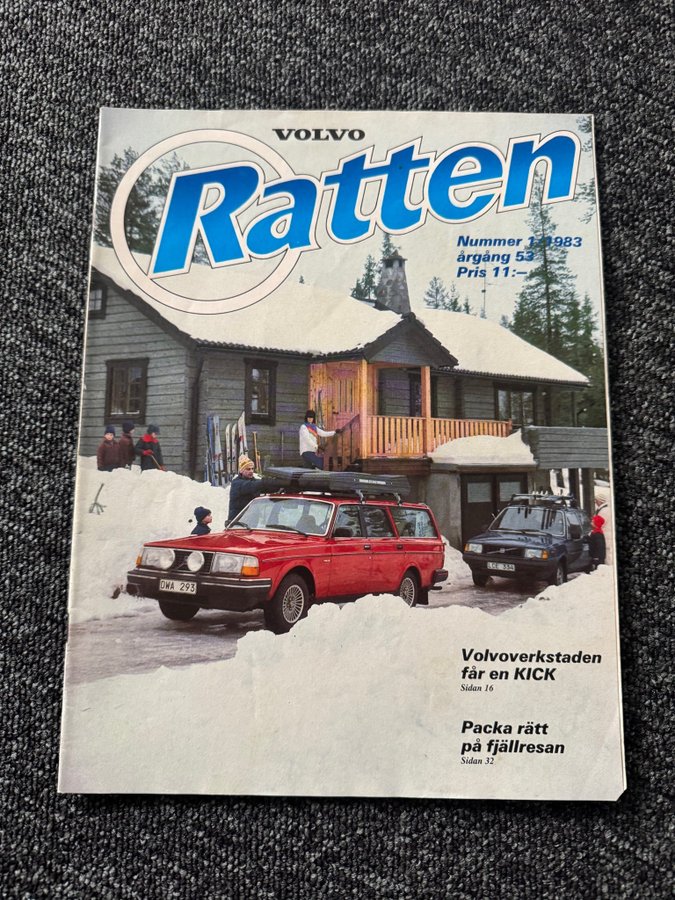 VOLVO
Ratten
Nummer 1/1983
årgång 53
Pris 11:-
DWA 293
LCE 334
Volvoverkstaden
får en KICK
Sidan 16
Packa rätt
på fjällresan
Sidan 32